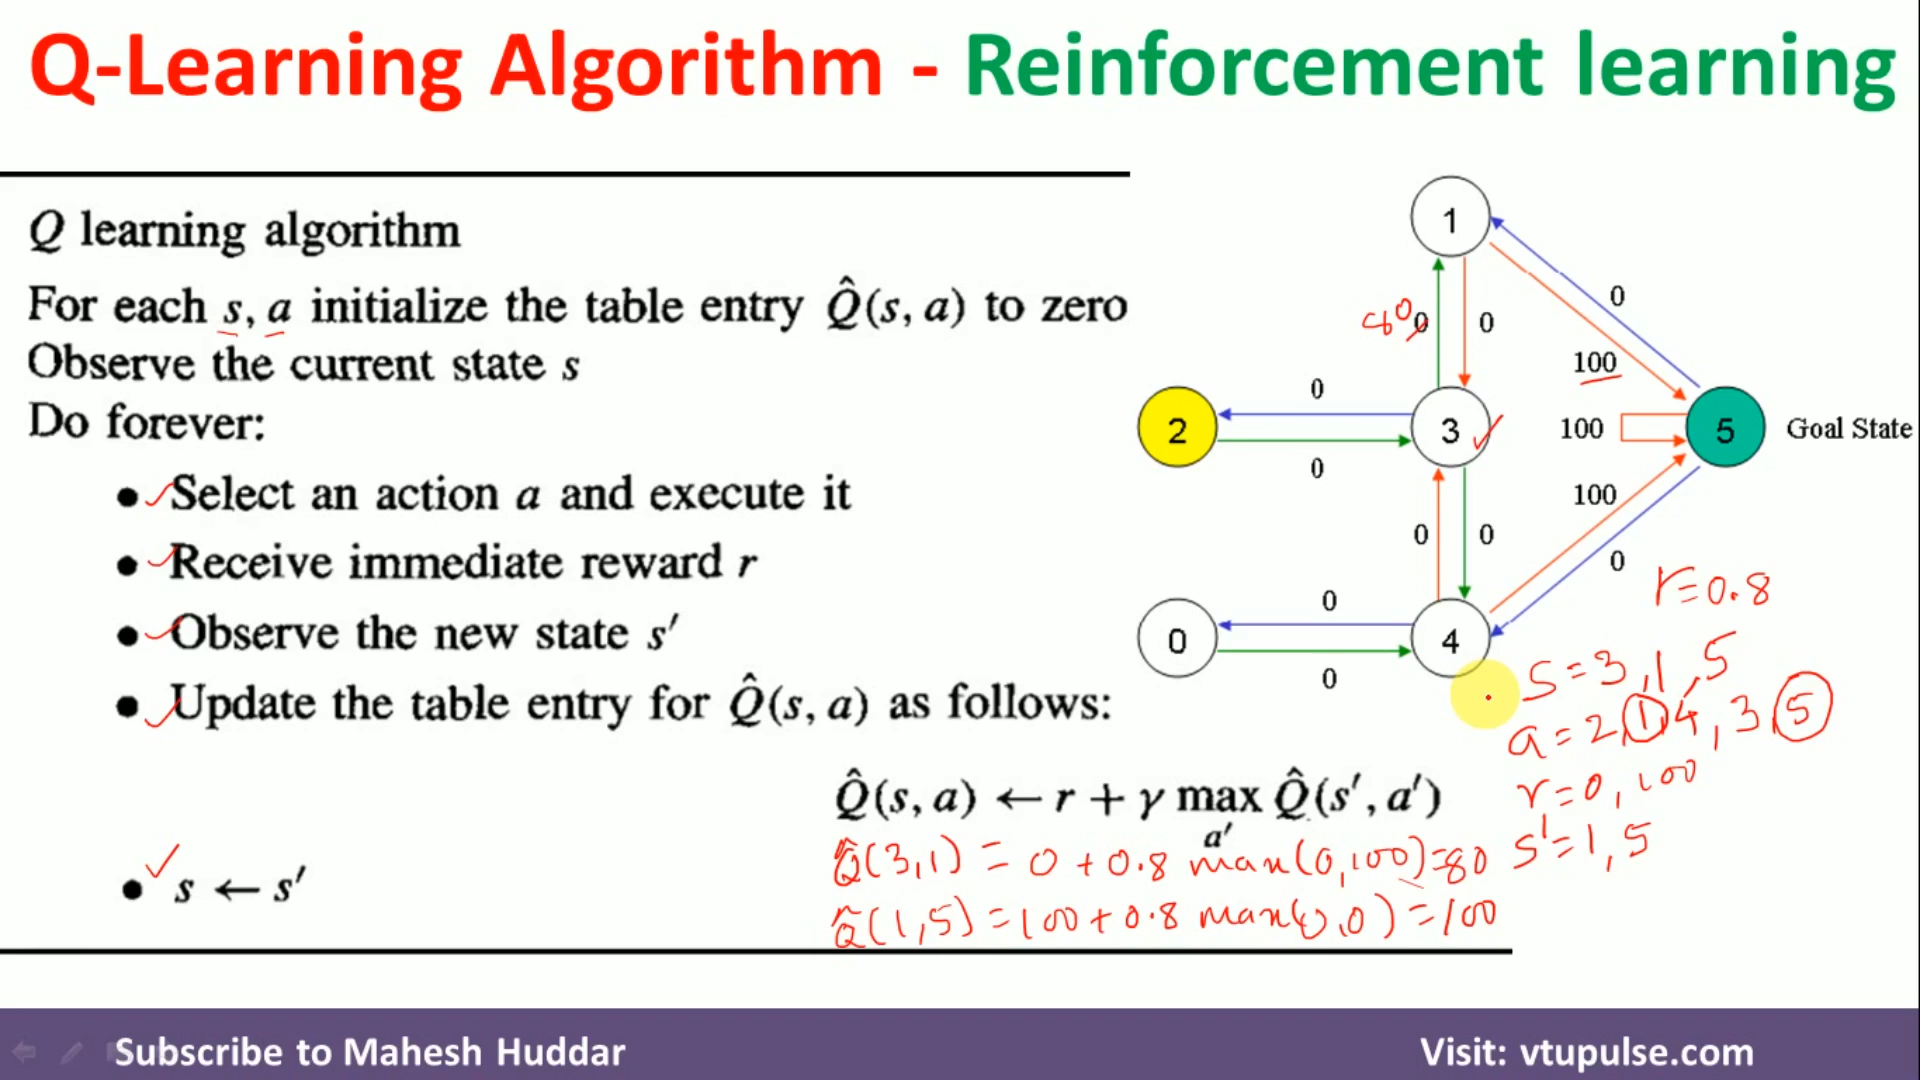 Q-Learning Algorithm - Reinforcement learning
Q learning algorithm
For each s, a initialize the table entry Q̂(s, a) to zero
Observe the current state s
Do forever:
• Select an action a and execute it
• Receive immediate reward r
• Observe the new state s′
• Update the table entry for Q̂(s, a) as follows:
Q̂(s, a) ← r + γ max Q̂(s′, a′)
a′
Q̂(3,1) = 0 + 0.8 max(0,100) = 80
• s ← s′
Q̂(1,5) = 100 + 0.8 max(0,0) = 100
1
0
80
0
0
100
0
2
3
100
5
Goal State
0
100
0
0
0
0
0
4
0
r=0.8
S=3,1,5
a=2,1,4,3,5
r=0,100
S'=1,5
Subscribe to Mahesh Huddar
Visit: vtupulse.com